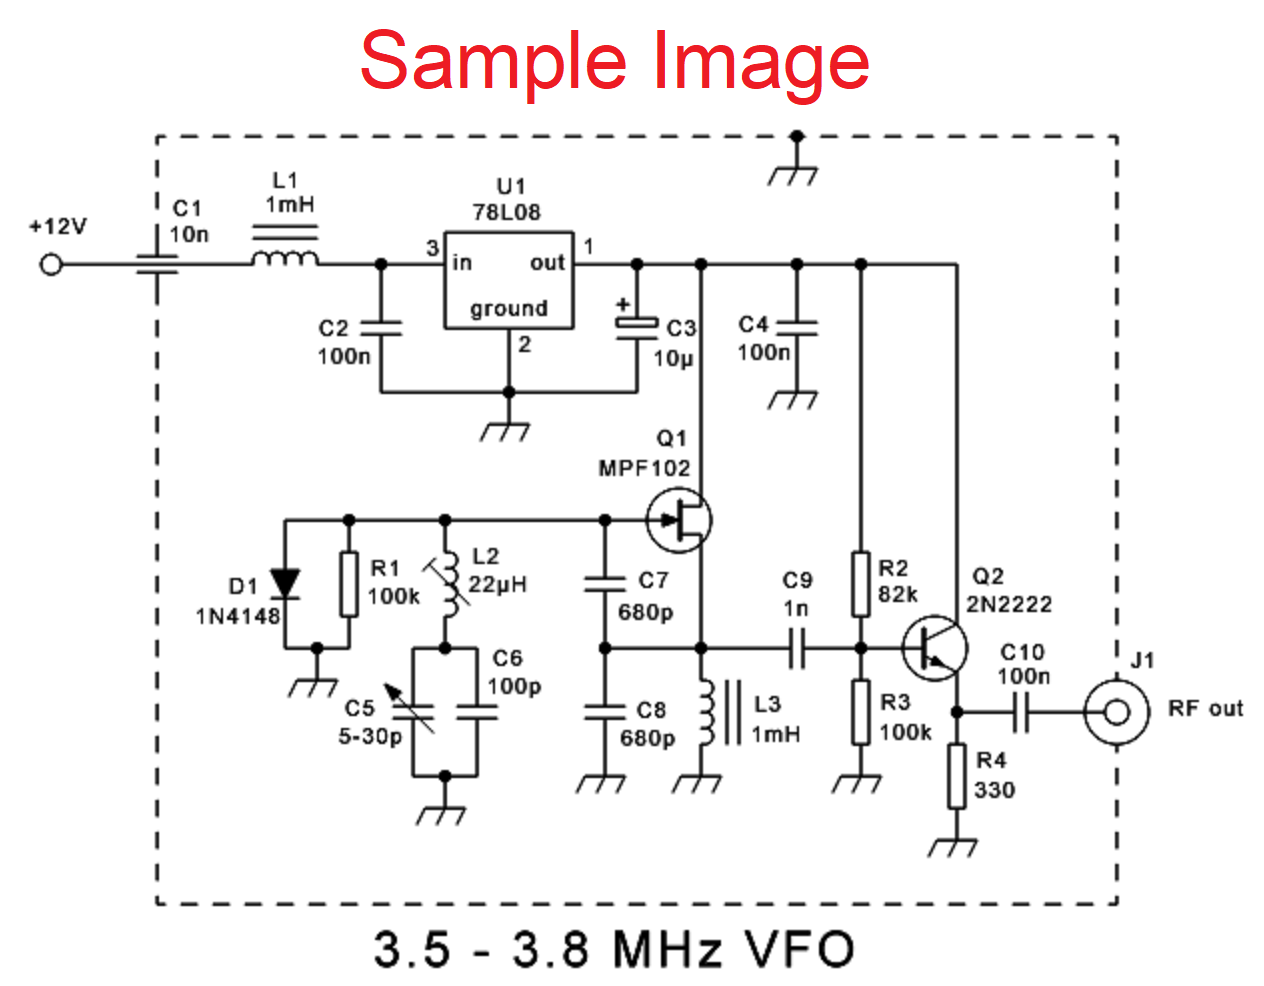 Sample Image
+12V
C1
10n
L1
1mH
U1
78L08
3
in
out
1
ground
2
C2
100n
+
C3
10µ
C4
100n
Q1
MPF102
D1
1N4148
R1
100k
L2
22µH
C5
5-30p
C6
100p
C7
680p
C8
680p
L3
1mH
C9
1n
R2
82k
R3
100k
Q2
2N2222
C10
100n
R4
330
J1
RF out
3.5 - 3.8 MHz VFO